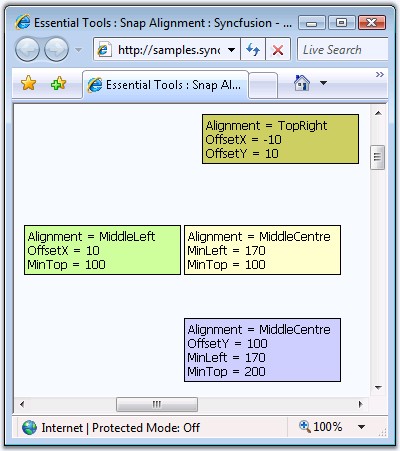 Essential Tools : Snap Alignment : Syncfusion - ...
http://samples.sync
Live Search
Essential Tools : Snap Al...
Alignment = TopRight
OffsetX = -10
OffsetY = 10
Alignment = MiddleLeft
OffsetX = 10
MinTop = 100
Alignment = MiddleCentre
MinLeft = 170
MinTop = 100
Alignment = MiddleCentre
OffsetY = 100
MinLeft = 170
MinTop = 200
Internet | Protected Mode: Off
100%